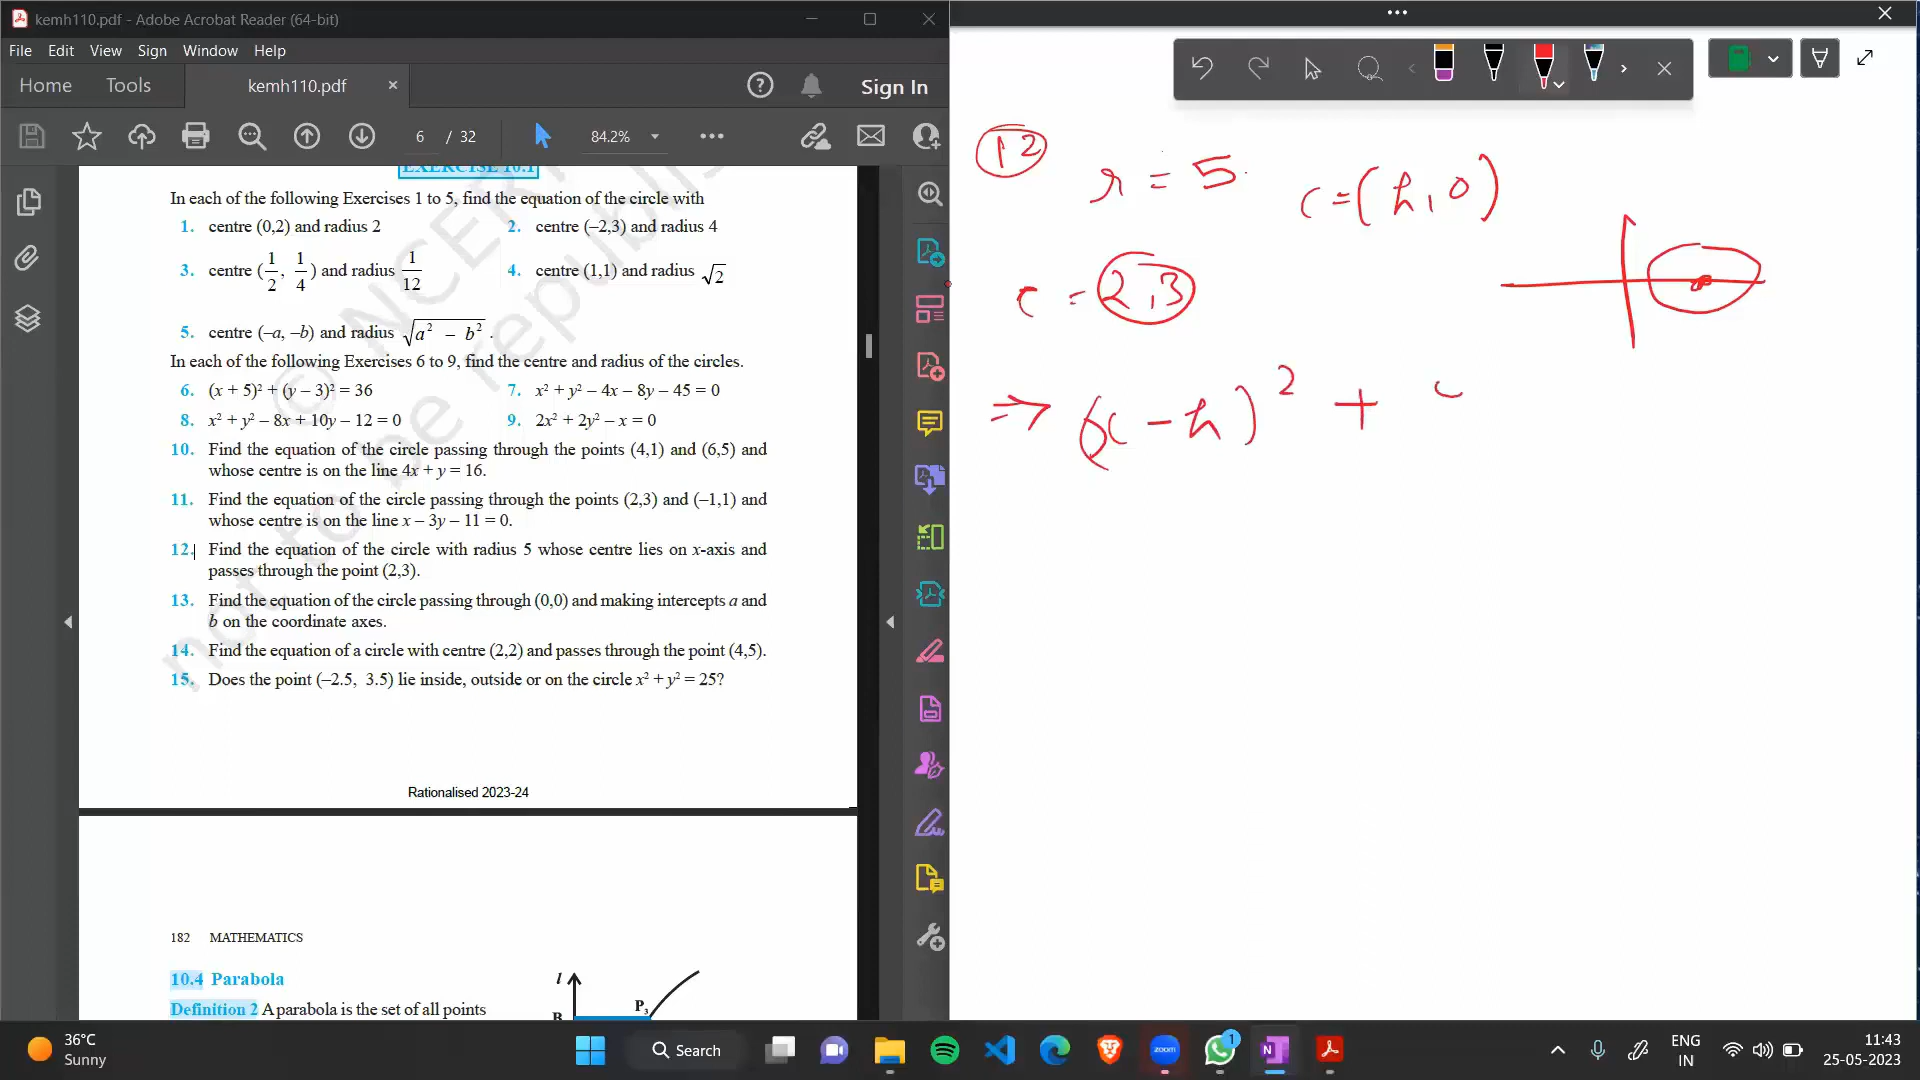 kemh110.pdf - Adobe Acrobat Reader (64-bit)
File Edit View Sign Window Help
Home Tools kemh110.pdf × Sign In
6 / 32 84.2%
EXERCISE 10.1
In each of the following Exercises 1 to 5, find the equation of the circle with
1. centre (0,2) and radius 2 2. centre (–2,3) and radius 4
3. centre (1/2, 1/4) and radius 1/12 4. centre (1,1) and radius √2
5. centre (–a, –b) and radius √(a² – b²) .
In each of the following Exercises 6 to 9, find the centre and radius of the circles.
6. (x + 5)² + (y – 3)² = 36 7. x² + y² – 4x – 8y – 45 = 0
8. x² + y² – 8x + 10y – 12 = 0 9. 2x² + 2y² – x = 0
10. Find the equation of the circle passing through the points (4,1) and (6,5) and
whose centre is on the line 4x + y = 16.
11. Find the equation of the circle passing through the points (2,3) and (–1,1) and
whose centre is on the line x – 3y – 11 = 0.
12. Find the equation of the circle with radius 5 whose centre lies on x-axis and
passes through the point (2,3).
13. Find the equation of the circle passing through (0,0) and making intercepts a and
b on the coordinate axes.
14. Find the equation of a circle with centre (2,2) and passes through the point (4,5).
15. Does the point (–2.5, 3.5) lie inside, outside or on the circle x² + y² = 25?
© NCERT
not to be republis
Rationalised 2023-24
182 MATHEMATICS
10.4 Parabola
Definition 2 A parabola is the set of all points
l
B
P₃
12
r = 5
c = (h, 0)
c = 2,3
⇒ (x - h)² +
36°C
Sunny
Search
zoom
1
ENG
IN
11:43
25-05-2023